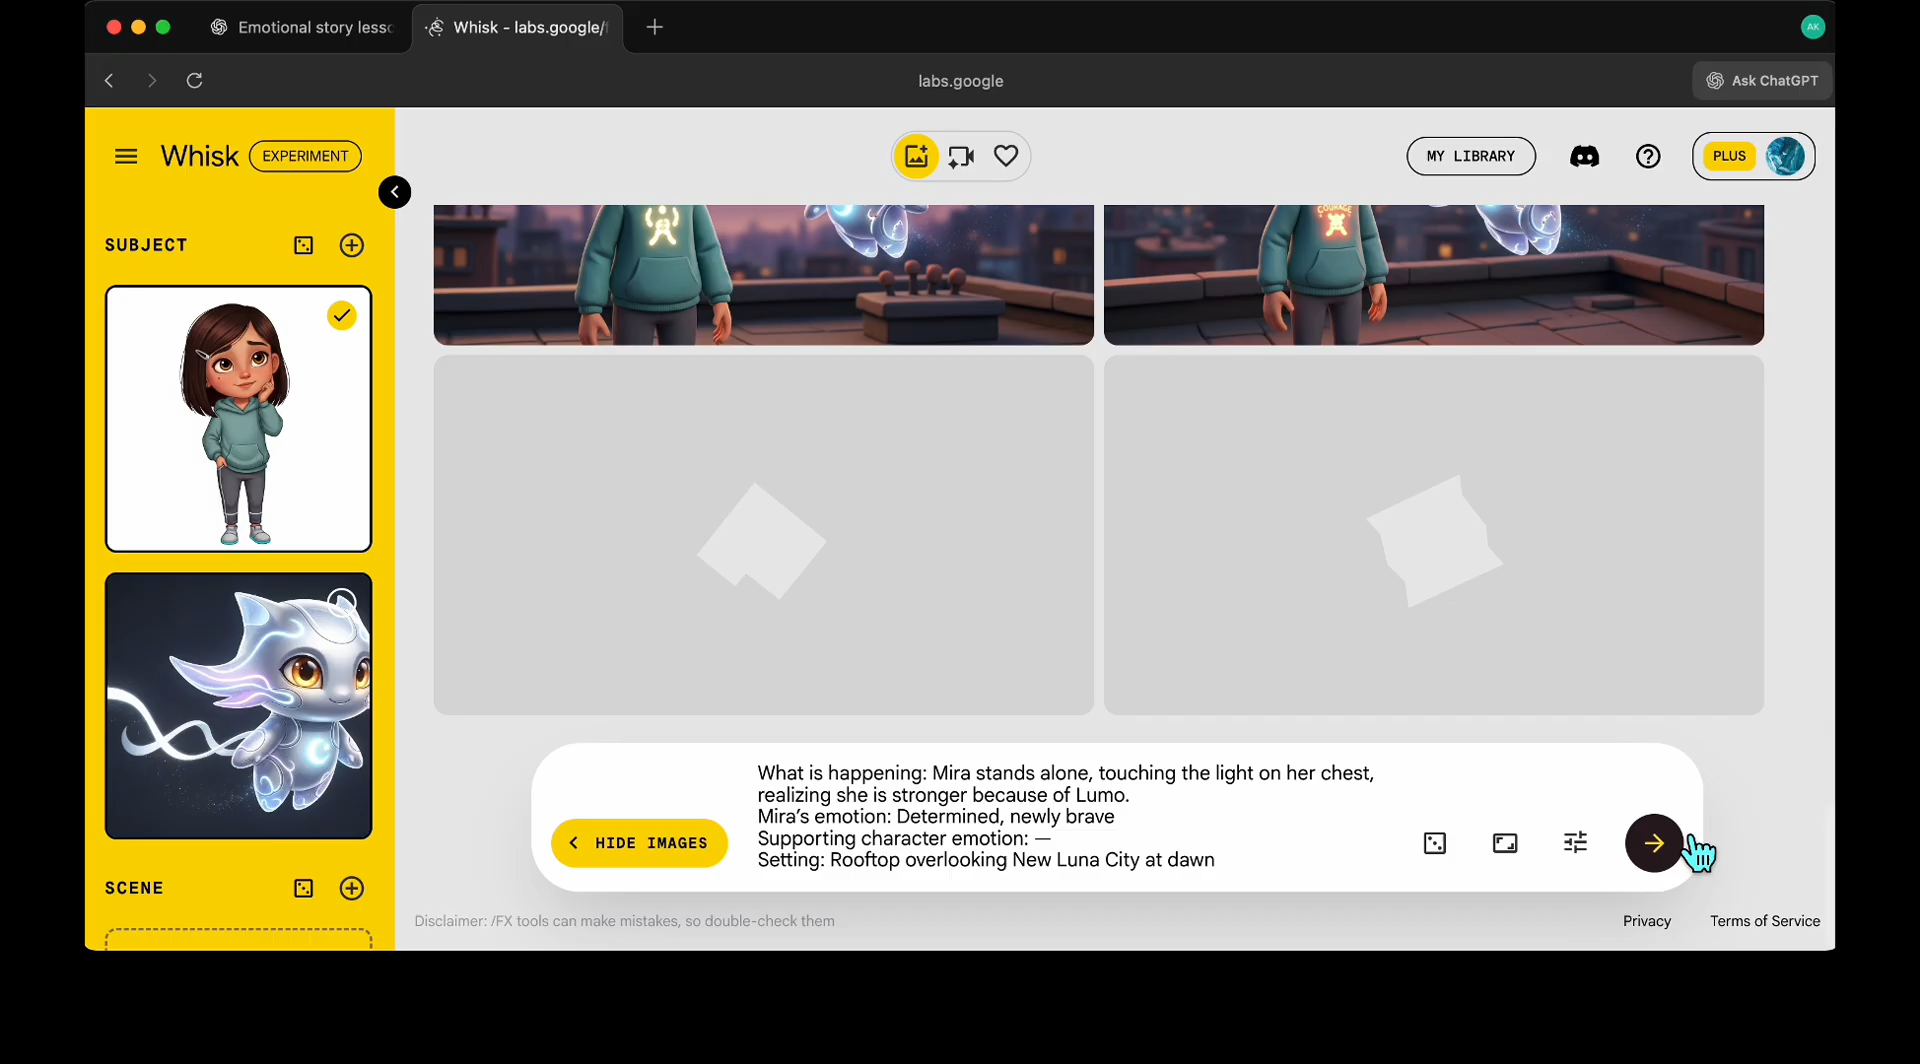 Emotional story less
Whisk - labs.google/
AK
labs.google
Ask ChatGPT
Whisk
EXPERIMENT
MY LIBRARY
PLUS
SUBJECT
COURAGE
SCENE
What is happening: Mira stands alone, touching the light on her chest,
realizing she is stronger because of Lumo.
Mira’s emotion: Determined, newly brave
Supporting character emotion: —
Setting: Rooftop overlooking New Luna City at dawn
HIDE IMAGES
Disclaimer: /FX tools can make mistakes, so double-check them
Privacy
Terms of Service